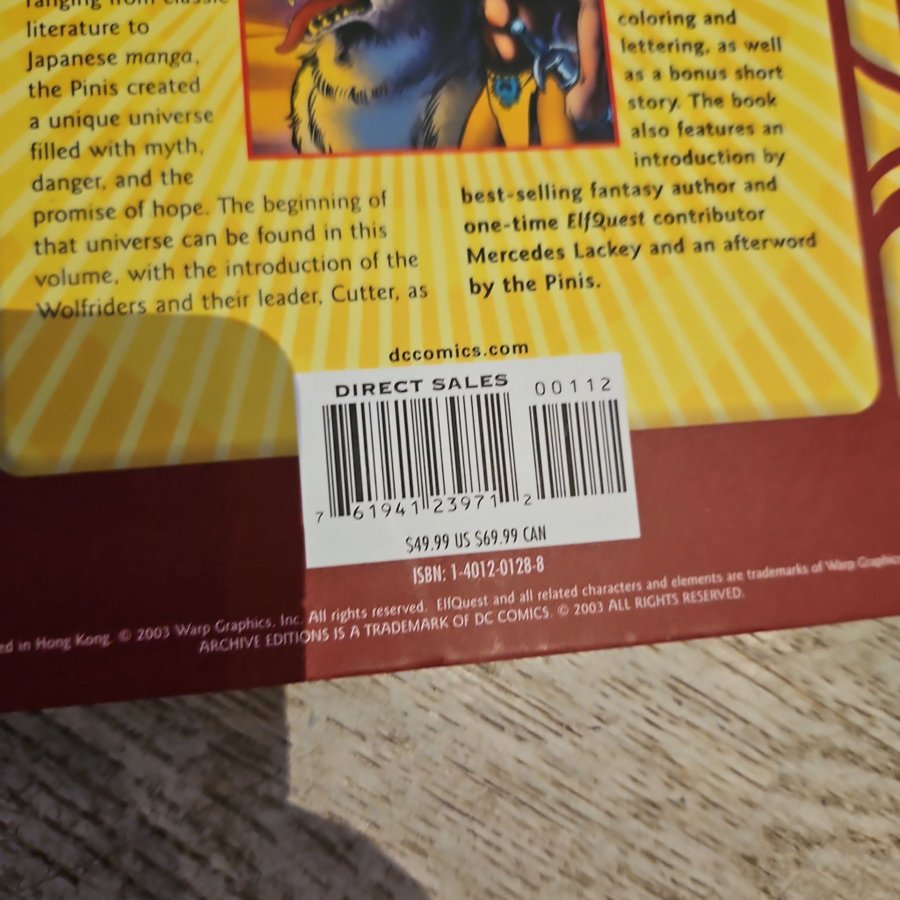 ranging from classic
literature to
Japanese manga,
the Pinis created
a unique universe
filled with myth,
danger, and the
promise of hope. The beginning of
that universe can be found in this
volume, with the introduction of the
Wolfriders and their leader, Cutter, as
coloring and
lettering, as well
as a bonus short
story. The book
also features an
introduction by
best-selling fantasy author and
one-time ElfQuest contributor
Mercedes Lackey and an afterword
by the Pinis.
dccomics.com
DIRECT SALES
00112
7 61941 23971 2
$49.99 US $69.99 CAN
ISBN: 1-4012-0128-8
in Hong Kong. © 2003 Warp Graphics, Inc. All rights reserved. ElfQuest and all related characters and elements are trademarks of Warp Graphics
ARCHIVE EDITIONS IS A TRADEMARK OF DC COMICS. © 2003 ALL RIGHTS RESERVED.